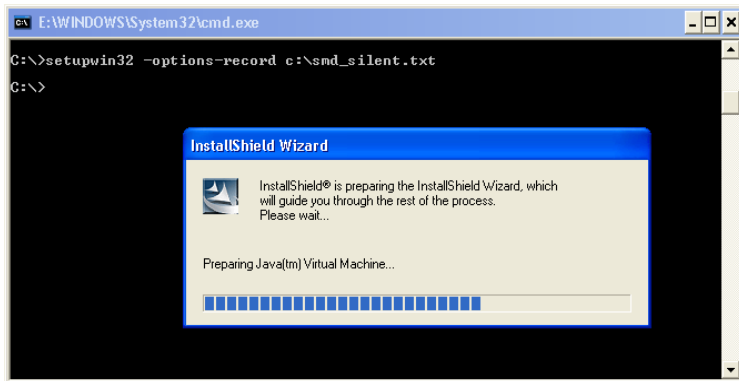 E:\WINDOWS\System32\cmd.exe
C:\>setupwin32 -options-record c:\smd_silent.txt
C:\>
InstallShield Wizard
InstallShield® is preparing the InstallShield Wizard, which
will guide you through the rest of the process.
Please wait...
Preparing Java(tm) Virtual Machine...